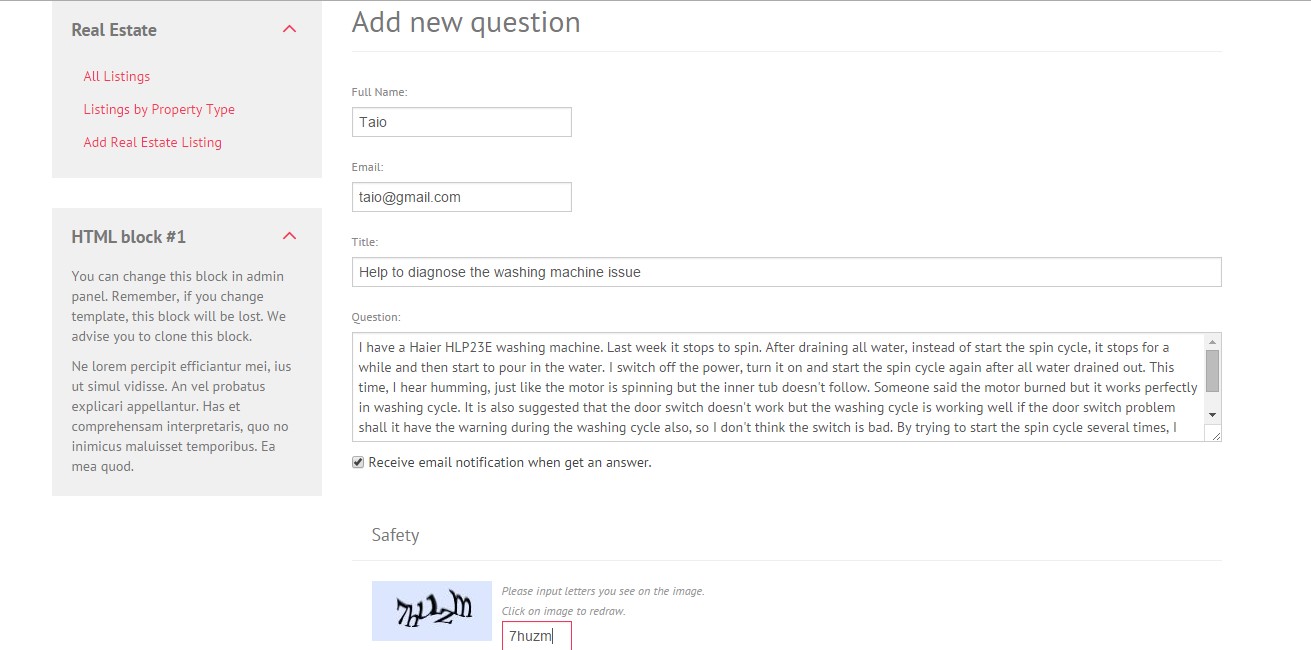 Real Estate
All Listings
Listings by Property Type
Add Real Estate Listing
HTML block #1
You can change this block in admin
panel. Remember, if you change
template, this block will be lost. We
advise you to clone this block.
Ne lorem percipit efficiantur mei, ius
ut simul vidisse. An vel probatus
explicari appellantur. Has et
comprehensam interpretaris, quo no
inimicus maluisset temporibus. Ea
mea quod.
Add new question
Full Name:
Taio
Email:
taio@gmail.com
Title:
Help to diagnose the washing machine issue
Question:
I have a Haier HLP23E washing machine. Last week it stops to spin. After draining all water, instead of start the spin cycle, it stops for a
while and then start to pour in the water. I switch off the power, turn it on and start the spin cycle again after all water drained out. This
time, I hear humming, just like the motor is spinning but the inner tub doesn't follow. Someone said the motor burned but it works perfectly
in washing cycle. It is also suggested that the door switch doesn't work but the washing cycle is working well if the door switch problem
shall it have the warning during the washing cycle also, so I don't think the switch is bad. By trying to start the spin cycle several times, I
Receive email notification when get an answer.
Safety
Please input letters you see on the image.
Click on image to redraw.
7huzm